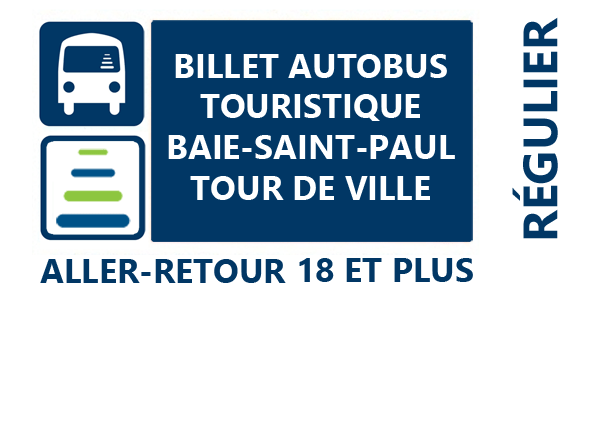 BILLET AUTOBUS
TOURISTIQUE
BAIE-SAINT-PAUL
TOUR DE VILLE
RÉGULIER
ALLER-RETOUR 18 ET PLUS